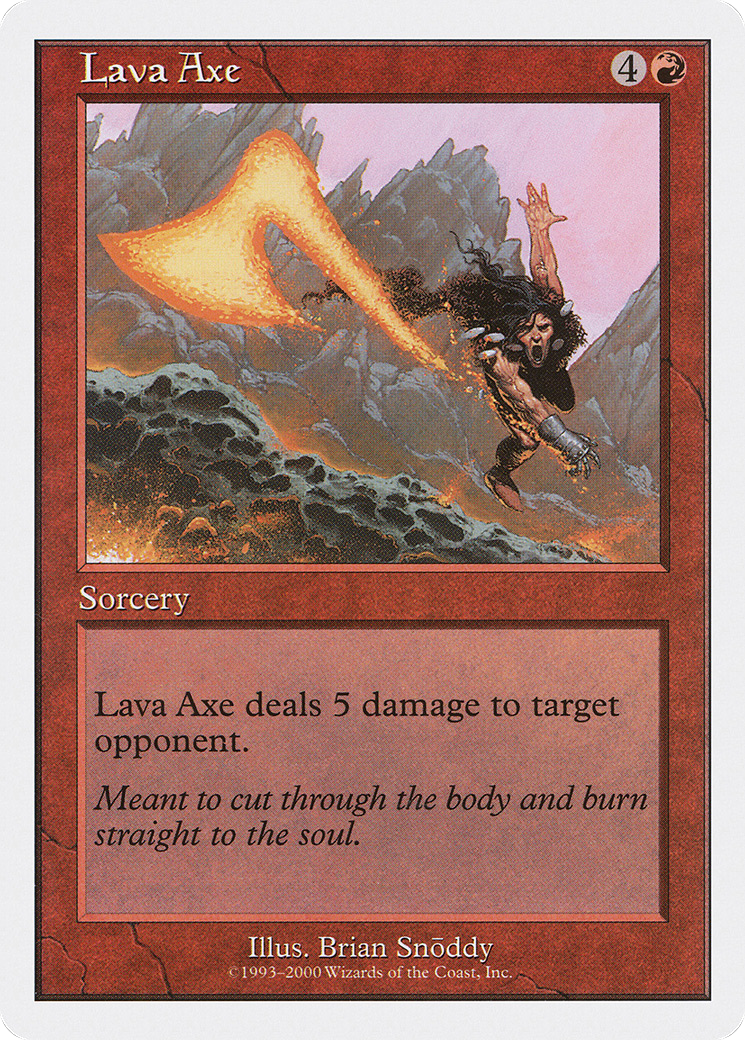 Lava Axe 4
Sorcery
Lava Axe deals 5 damage to target
opponent.
Meant to cut through the body and burn
straight to the soul.
Illus. Brian Snōddy
©1993–2000 Wizards of the Coast, Inc.